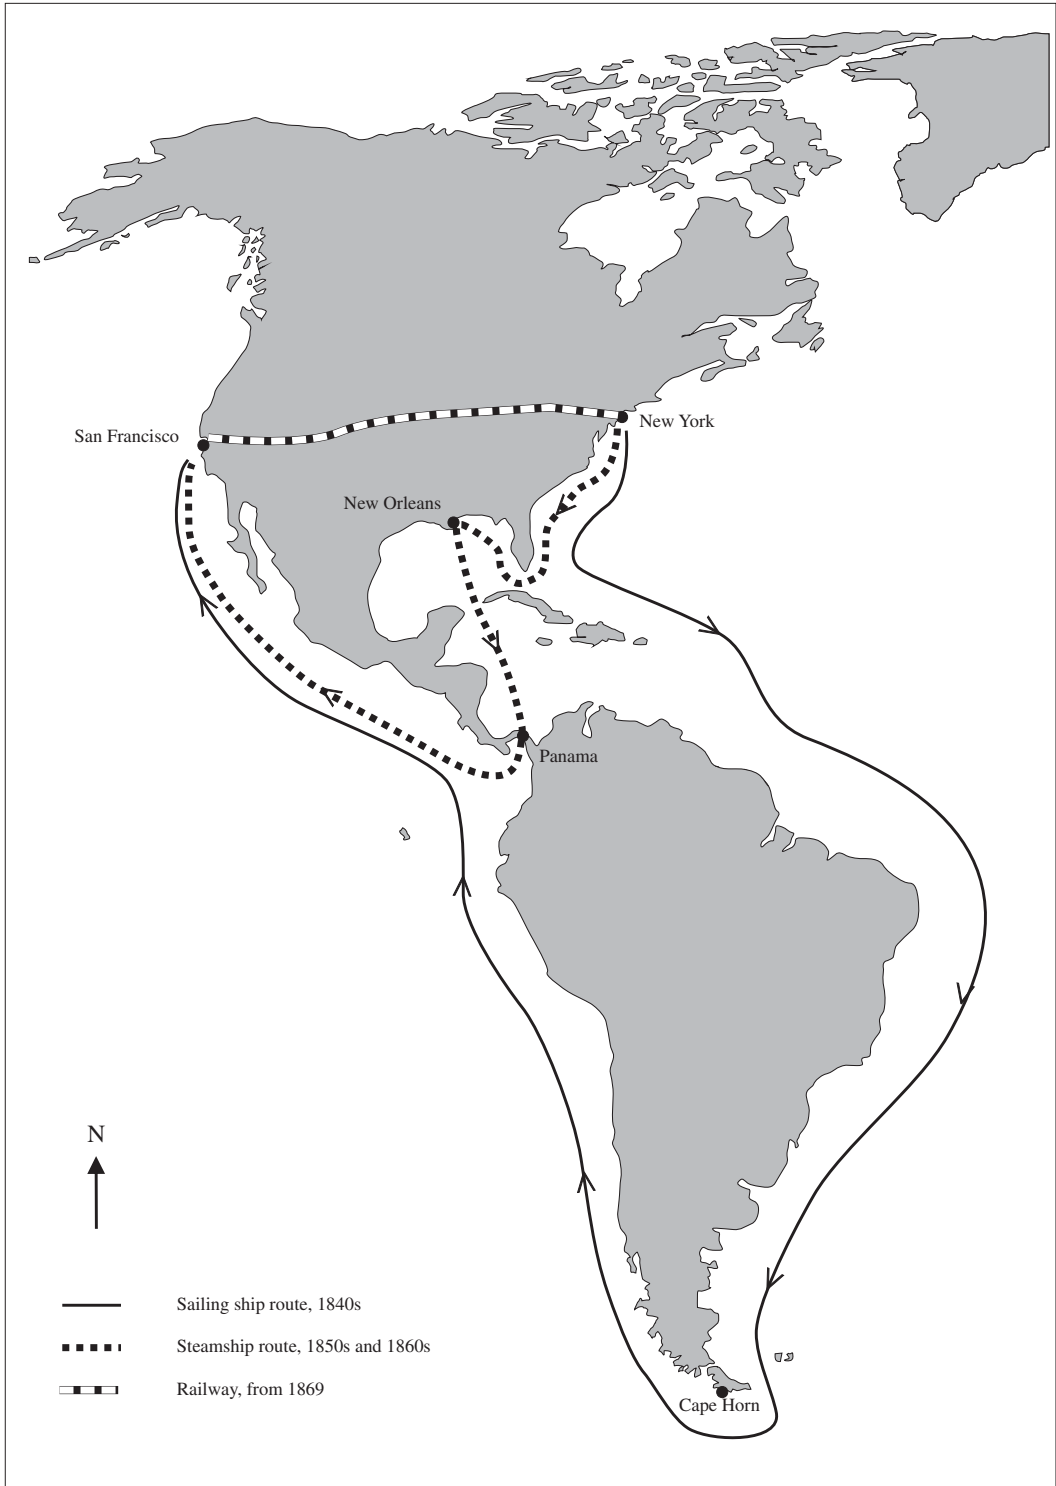 New York
San Francisco
New Orleans
Panama
N
Sailing ship route, 1840s
Steamship route, 1850s and 1860s
Railway, from 1869
Cape Horn